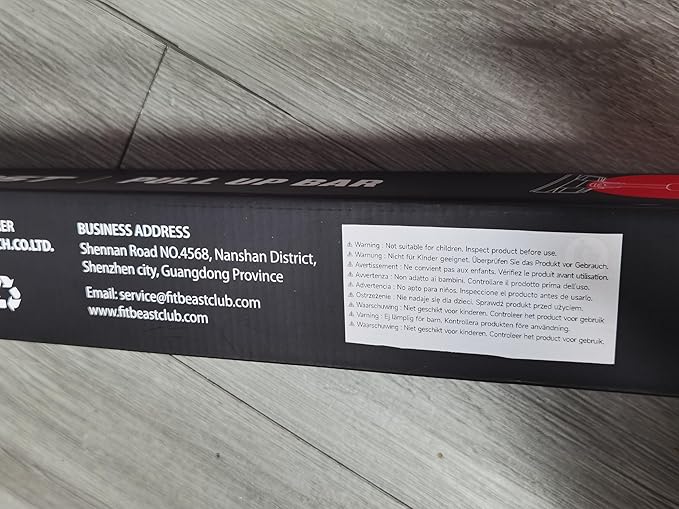 PULL UP BAR
BUSINESS ADDRESS
Shennan Road NO.4568, Nanshan District,
Shenzhen city, Guangdong Province
Email: service@fitbeastclub.com
www.fitbeastclub.com
CH.CO.LTD.
Warning : Not suitable for children. Inspect product before use.
Warnung : Nicht für Kinder geeignet. Überprüfen Sie das Produkt vor Gebrauch.
Avertissement : Ne convient pas aux enfants. Vérifiez le produit avant utilisation.
Avvertenza : Non adatto ai bambini. Controllare il prodotto prima dell'uso.
Advertencia : No apto para niños. Inspeccione el producto antes de usarlo.
Ostrzeżenie : Nie nadaje się dla dzieci. Sprawdź produkt przed użyciem.
Waarschuwing : Niet geschikt voor kinderen. Controleer het product voor gebruik
Varning : Ej lämplig för barn. Kontrollera produkten före användning.
Waarschuwing : Niet geschikt voor kinderen. Controleer het product voor gebruik.